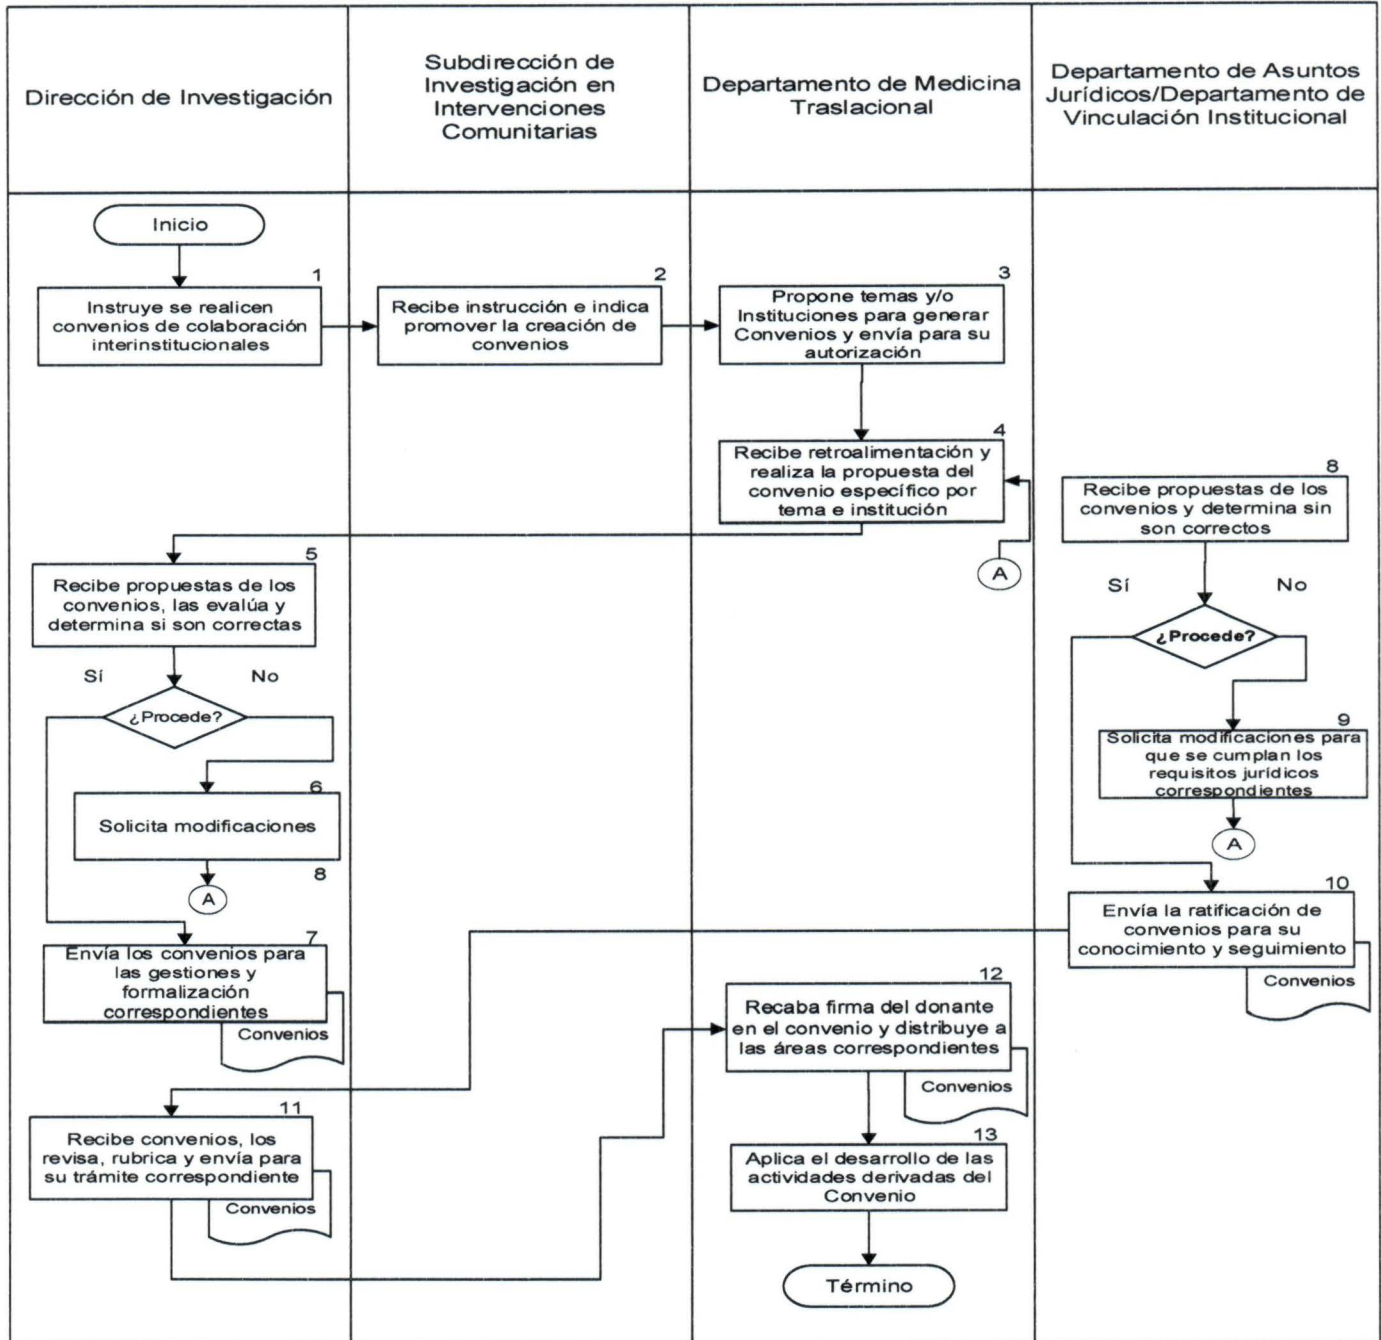 Dirección de Investigación
Subdirección de
Investigación en
Intervenciones
Comunitarias
Departamento de Medicina
Traslacional
Departamento de Asuntos
Jurídicos/Departamento de
Vinculación Institucional
Inicio
1
Instruye se realicen
convenios de colaboración
interinstitucionales
2
Recibe instrucción e indica
promover la creación de
convenios
3
Propone temas y/o
Instituciones para generar
Convenios y envía para su
autorización
4
Recibe retroalimentación y
realiza la propuesta del
convenio específico por
tema e institución
A
5
Recibe propuestas de los
convenios, las evalúa y
determina si son correctas
Sí
No
¿Procede?
6
Solicita modificaciones
8
A
7
Envía los convenios para
las gestiones y
formalización
correspondientes
Convenios
8
Recibe propuestas de los
convenios y determina sin
son correctos
Sí
No
¿Procede?
9
Solicita modificaciones para
que se cumplan los
requisitos jurídicos
correspondientes
A
10
Envía la ratificación de
convenios para su
conocimiento y seguimiento
Convenios
11
Recibe convenios, los
revisa, rubrica y envía para
su trámite correspondiente
Convenios
12
Recaba firma del donante
en el convenio y distribuye a
las áreas correspondientes
Convenios
13
Aplica el desarrollo de las
actividades derivadas del
Convenio
Término